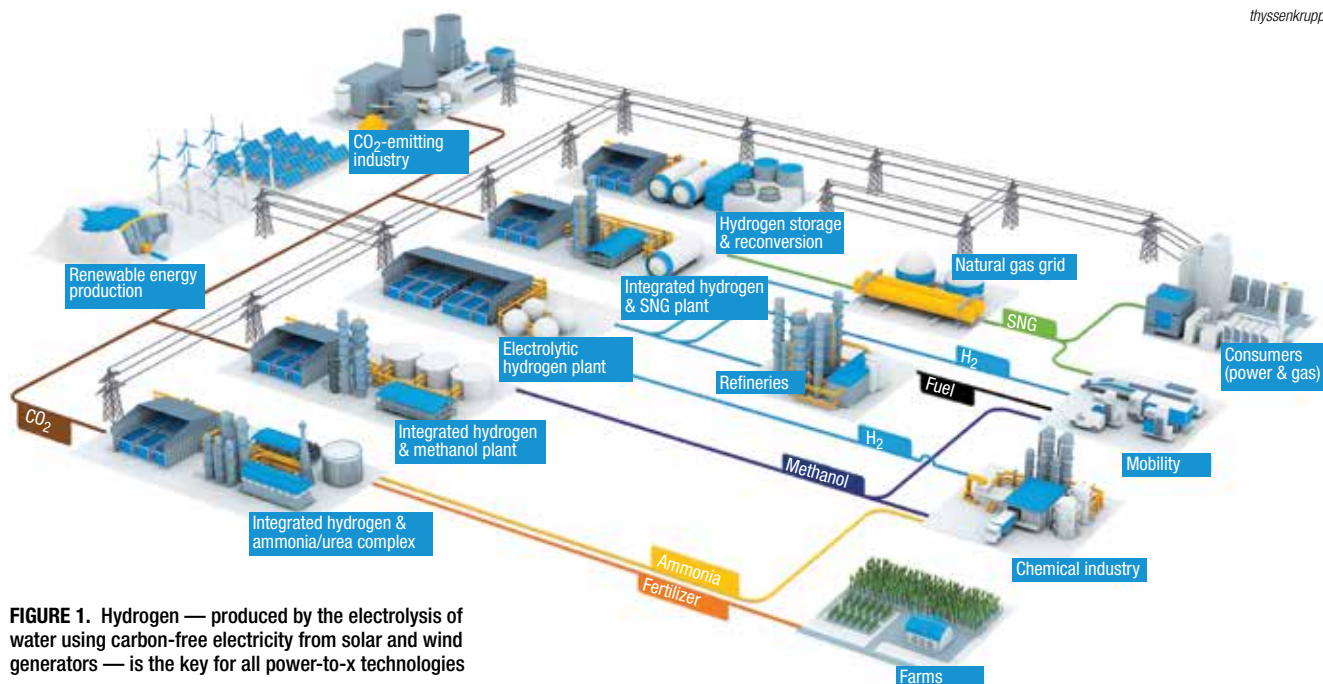 thyssenkrupp
CO₂-emitting
industry
Renewable energy
production
Hydrogen storage
& reconversion
Integrated hydrogen
& SNG plant
Natural gas grid
SNG
Electrolytic
hydrogen plant
Refineries
H₂
Fuel
Consumers
(power & gas)
CO₂
Integrated hydrogen
& methanol plant
H₂
Methanol
Mobility
Integrated hydrogen &
ammonia/urea complex
Ammonia
Fertilizer
Chemical industry
Farms
FIGURE 1. Hydrogen — produced by the electrolysis of
water using carbon-free electricity from solar and wind
generators — is the key for all power-to-x technologies